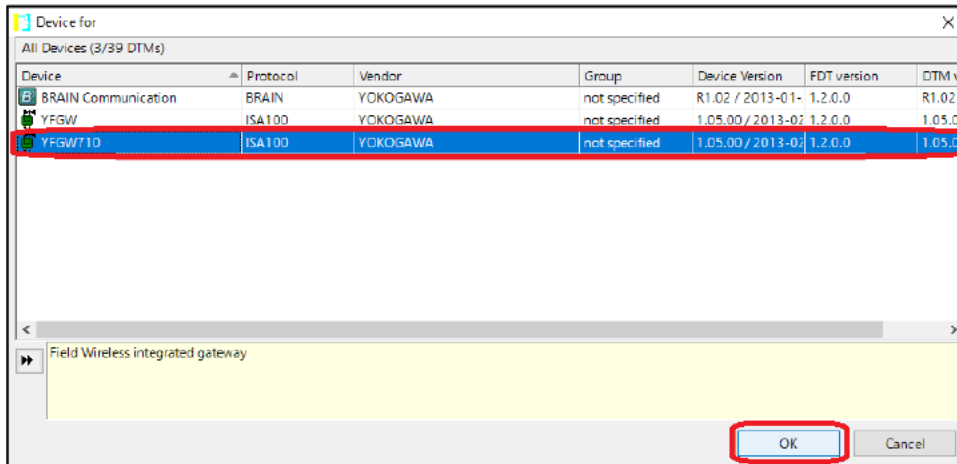 Device for
All Devices (3/39 DTMs)
Device Protocol Vendor Group Device Version FDT version DTM v
BRAIN Communication BRAIN YOKOGAWA not specified R1.02 / 2013-01- 1.2.0.0 R1.02
YFGW ISA100 YOKOGAWA not specified 1.05.00 / 2013-02 1.2.0.0 1.05.0
YFGW710 ISA100 YOKOGAWA not specified 1.05.00 / 2013-02 1.2.0.0 1.05.0
Field Wireless integrated gateway
OK Cancel